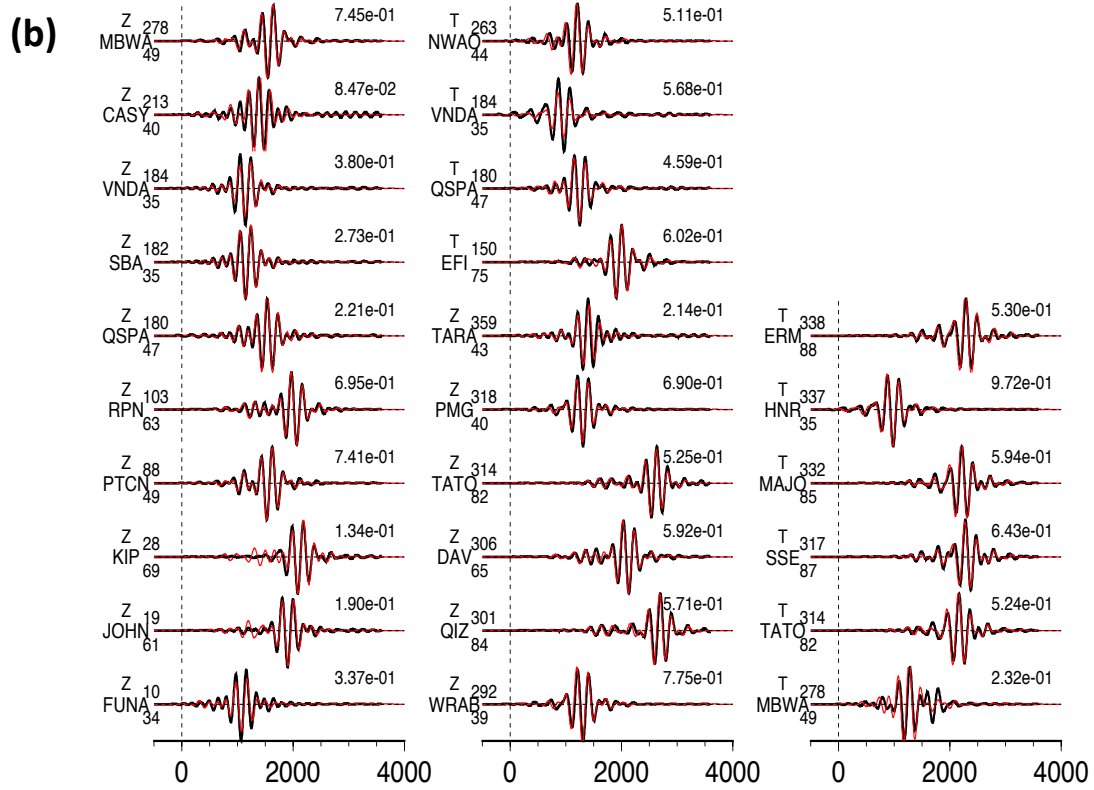 (b)
Z
MBWA 278
49
7.45e-01
Z
CASY 213
40
8.47e-02
Z
VNDA 184
35
3.80e-01
Z
SBA 182
35
2.73e-01
Z
QSPA 180
47
2.21e-01
Z
RPN 103
63
6.95e-01
Z
PTCN 88
49
7.41e-01
Z
KIP 28
69
1.34e-01
Z
JOHN 19
61
1.90e-01
Z
FUNA 10
34
3.37e-01
0 2000 4000
T
NWAO 263
44
5.11e-01
T
VNDA 184
35
5.68e-01
T
QSPA 180
47
4.59e-01
T
EFI 150
75
6.02e-01
Z
TARA 359
43
2.14e-01
Z
PMG 318
40
6.90e-01
Z
TATO 314
82
5.25e-01
Z
DAV 306
65
5.92e-01
Z
QIZ 301
84
5.71e-01
Z
WRAB 292
39
7.75e-01
0 2000 4000
T
ERM 338
88
5.30e-01
T
HNR 337
35
9.72e-01
T
MAJO 332
85
5.94e-01
T
SSE 317
87
6.43e-01
T
TATO 314
82
5.24e-01
T
MBWA 278
49
2.32e-01
0 2000 4000